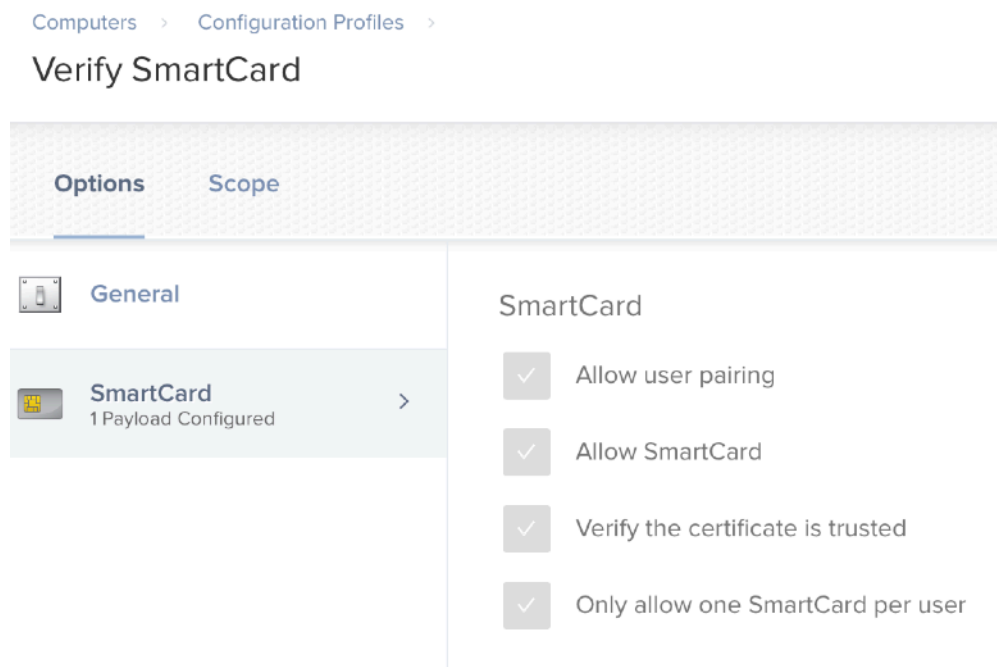 Computers > Configuration Profiles >
Verify SmartCard
Options Scope
General
SmartCard
1 Payload Configured
SmartCard
Allow user pairing
Allow SmartCard
Verify the certificate is trusted
Only allow one SmartCard per user